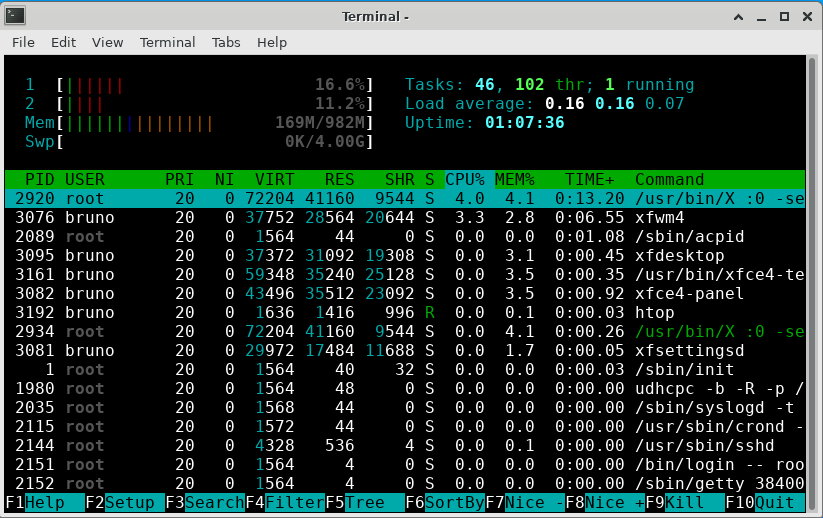 Terminal -
File Edit View Terminal Tabs Help
1 [|||||| 16.6%] Tasks: 46, 102 thr; 1 running
2 [|||| 11.2%] Load average: 0.16 0.16 0.07
Mem[||||||||||||||| 169M/982M] Uptime: 01:07:36
Swp[ 0K/4.00G]
PID USER PRI NI VIRT RES SHR S CPU% MEM% TIME+ Command
2920 root 20 0 72204 41160 9544 S 4.0 4.1 0:13.20 /usr/bin/X :0 -se
3076 bruno 20 0 37752 28564 20644 S 3.3 2.8 0:06.55 xfwm4
2089 root 20 0 1564 44 0 S 0.0 0.0 0:01.08 /sbin/acpid
3095 bruno 20 0 37372 31092 19308 S 0.0 3.1 0:00.45 xfdesktop
3161 bruno 20 0 59348 35240 25128 S 0.0 3.5 0:00.35 /usr/bin/xfce4-te
3082 bruno 20 0 43496 35512 23092 S 0.0 3.5 0:00.92 xfce4-panel
3192 bruno 20 0 1636 1416 996 R 0.0 0.1 0:00.03 htop
2934 root 20 0 72204 41160 9544 S 0.0 4.1 0:00.26 /usr/bin/X :0 -se
3081 bruno 20 0 29972 17484 11688 S 0.0 1.7 0:00.05 xfsettingsd
1 root 20 0 1564 40 32 S 0.0 0.0 0:00.03 /sbin/init
1980 root 20 0 1564 48 0 S 0.0 0.0 0:00.00 udhcpc -b -R -p /
2035 root 20 0 1568 44 0 S 0.0 0.0 0:00.00 /sbin/syslogd -t
2115 root 20 0 1572 44 0 S 0.0 0.0 0:00.00 /usr/sbin/crond -
2144 root 20 0 4328 536 4 S 0.0 0.1 0:00.00 /usr/sbin/sshd
2151 root 20 0 1564 4 0 S 0.0 0.0 0:00.00 /bin/login -- roo
2152 root 20 0 1564 4 0 S 0.0 0.0 0:00.00 /sbin/getty 38400
F1Help F2Setup F3SearchF4FilterF5Tree F6SortByF7Nice -F8Nice +F9Kill F10Quit